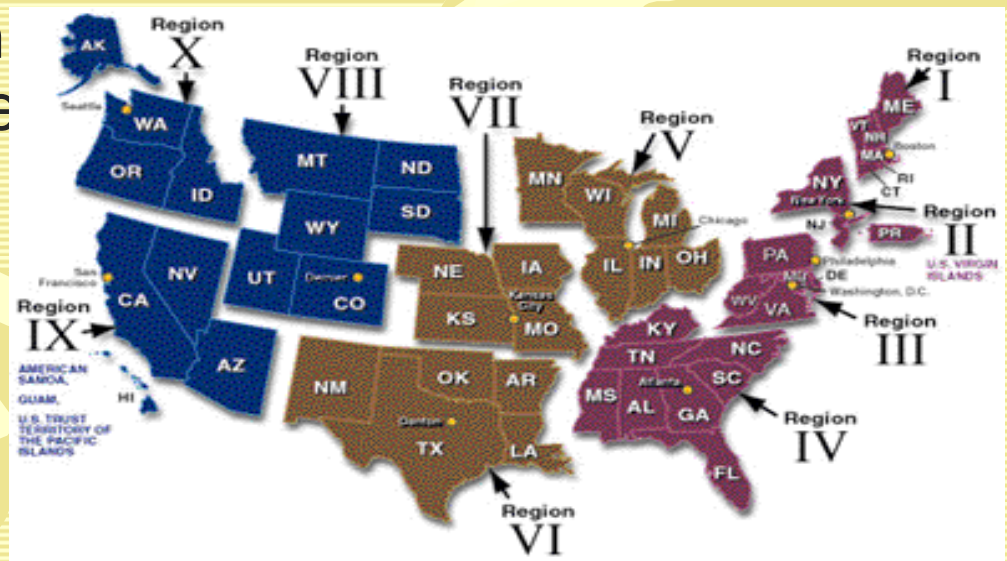 Region
X
AK
Seattle
WA
OR
ID
Region
VIII
MT
ND
SD
WY
UT
Denver
CO
Region
VII
NE
IA
KS
Kansas
City
MO
Region
V
MN
WI
MI
Chicago
IL
IN
OH
Region
I
ME
VT
NR
MA
Boston
RI
CT
NY
New York
NJ
Region
II
PR
U.S. VIRGIN
ISLANDS
PA
Philadelphia
DE
Washington, D.C.
WV
VA
Region
III
San
Francisco
CA
NV
AZ
Region
IX
AMERICAN
SAMOA,
GUAM,
U.S. TRUST
TERRITORY OF
THE PACIFIC
ISLANDS
HI
NM
OK
AR
Denton
TX
LA
Region
VI
KY
TN
NC
SC
MS
AL
Atlanta
GA
FL
Region
IV